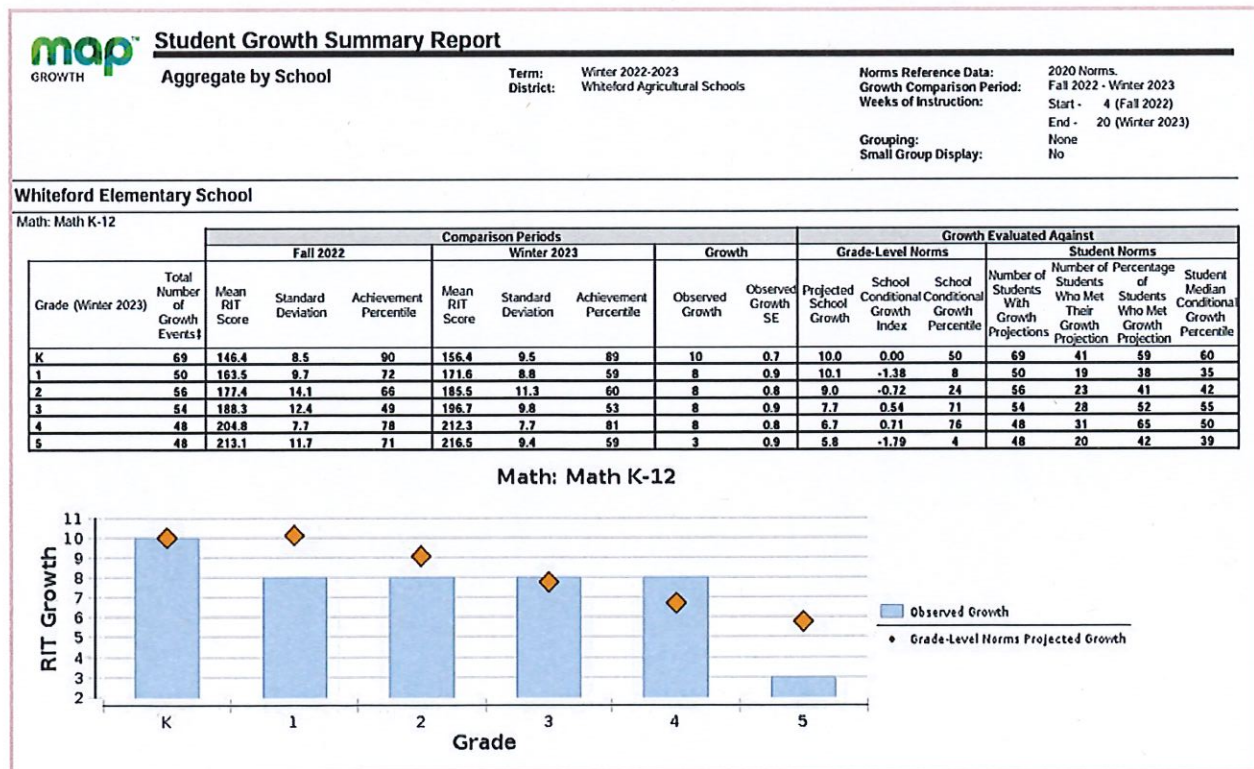 map™
GROWTH
Student Growth Summary Report
Aggregate by School
Term: Winter 2022-2023
District: Whiteford Agricultural Schools
Norms Reference Data: 2020 Norms.
Growth Comparison Period: Fall 2022 - Winter 2023
Weeks of Instruction: Start - 4 (Fall 2022)
End - 20 (Winter 2023)
Grouping: None
Small Group Display: No
Whiteford Elementary School
Math: Math K-12
Comparison Periods Growth Evaluated Against
Fall 2022 Winter 2023 Growth Grade-Level Norms Student Norms
Grade (Winter 2023) Total Number of Growth Events‡ Mean RIT Score Standard Deviation Achievement Percentile Mean RIT Score Standard Deviation Achievement Percentile Observed Growth Observed Growth SE Projected School Growth School Conditional Growth Index School Conditional Growth Percentile Number of Students With Growth Projections Number of Students Who Met Their Growth Projection Percentage of Students Who Met Growth Projection Student Median Conditional Growth Percentile
K 69 146.4 8.5 90 156.4 9.5 89 10 0.7 10.0 0.00 50 69 41 59 60
1 50 163.5 9.7 72 171.6 8.8 59 8 0.9 10.1 -1.38 8 50 19 38 35
2 56 177.4 14.1 66 185.5 11.3 60 8 0.8 9.0 -0.72 24 56 23 41 42
3 54 188.3 12.4 49 196.7 9.8 53 8 0.9 7.7 0.54 71 54 28 52 55
4 48 204.8 7.7 78 212.3 7.7 81 8 0.8 6.7 0.71 76 48 31 65 50
5 48 213.1 11.7 71 216.5 9.4 59 3 0.9 5.8 -1.79 4 48 20 42 39
Math: Math K-12
RIT Growth
11
10
9
8
7
6
5
4
3
2
K 1 2 3 4 5
Grade
Observed Growth
Grade-Level Norms Projected Growth